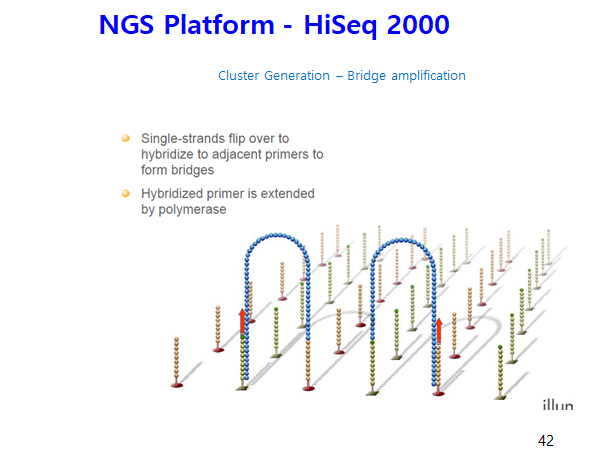 NGS Platform - HiSeq 2000
Cluster Generation – Bridge amplification
Single-strands flip over to
hybridize to adjacent primers to
form bridges
Hybridized primer is extended
by polymerase
42